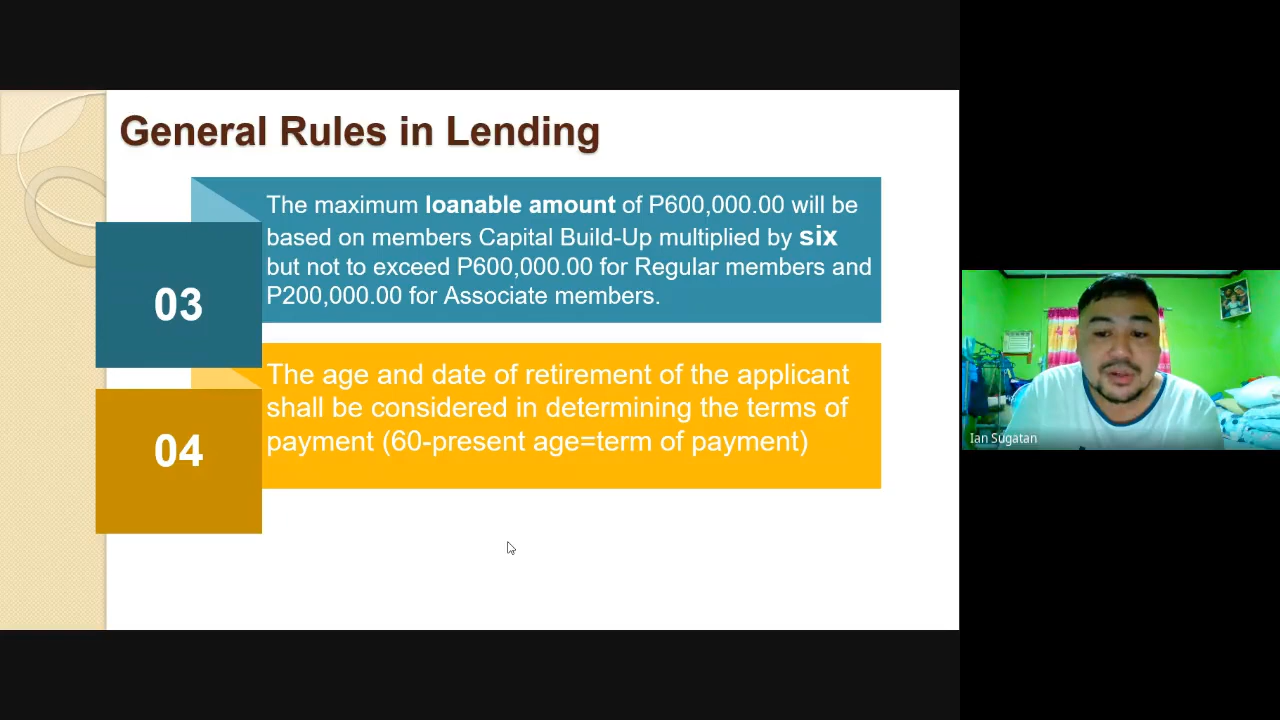 General Rules in Lending
03
The maximum loanable amount of P600,000.00 will be
based on members Capital Build-Up multiplied by six
but not to exceed P600,000.00 for Regular members and
P200,000.00 for Associate members.
04
The age and date of retirement of the applicant
shall be considered in determining the terms of
payment (60-present age=term of payment)
Ian Sugatan